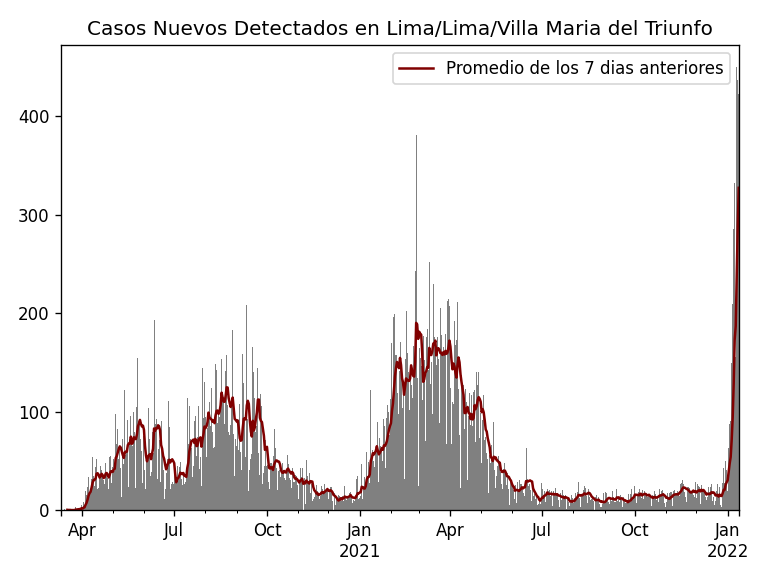 Casos Nuevos Detectados en Lima/Lima/Villa Maria del Triunfo
Promedio de los 7 dias anteriores
400
300
200
100
0
Apr Jul Oct Jan Apr Jul Oct Jan
2021 2022